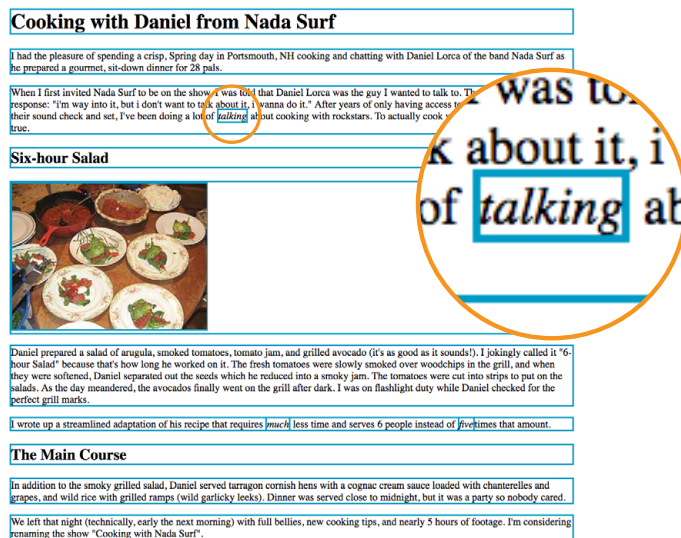 Cooking with Daniel from Nada Surf
I had the pleasure of spending a crisp, Spring day in Portsmouth, NH cooking and chatting with Daniel Lorca of the band Nada Surf as
he prepared a gourmet, sit-down dinner for 28 pals.
When I first invited Nada Surf to be on the show, I was told that Daniel Lorca was the guy I wanted to talk to. Th
response: "i'm way into it, but i don't want to talk about it, i wanna do it." After years of only having access to
their sound check and set, I've been doing a lot of talking about cooking with rockstars. To actually cook
true.
was tol
k about it, i
of talking ab
Six-hour Salad
Daniel prepared a salad of arugula, smoked tomatoes, tomato jam, and grilled avocado (it's as good as it sounds!). I jokingly called it "6-
hour Salad" because that's how long he worked on it. The fresh tomatoes were slowly smoked over woodchips in the grill, and when
they were softened, Daniel separated out the seeds which he reduced into a smoky jam. The tomatoes were cut into strips to put on the
salads. As the day meandered, the avocados finally went on the grill after dark. I was on flashlight duty while Daniel checked for the
perfect grill marks.
I wrote up a streamlined adaptation of his recipe that requires much less time and serves 6 people instead of five times that amount.
The Main Course
In addition to the smoky grilled salad, Daniel served tarragon cornish hens with a cognac cream sauce loaded with chanterelles and
grapes, and wild rice with grilled ramps (wild garlicky leeks). Dinner was served close to midnight, but it was a party so nobody cared.
We left that night (technically, early the next morning) with full bellies, new cooking tips, and nearly 5 hours of footage. I'm considering
renaming the show "Cooking with Nada Surf".